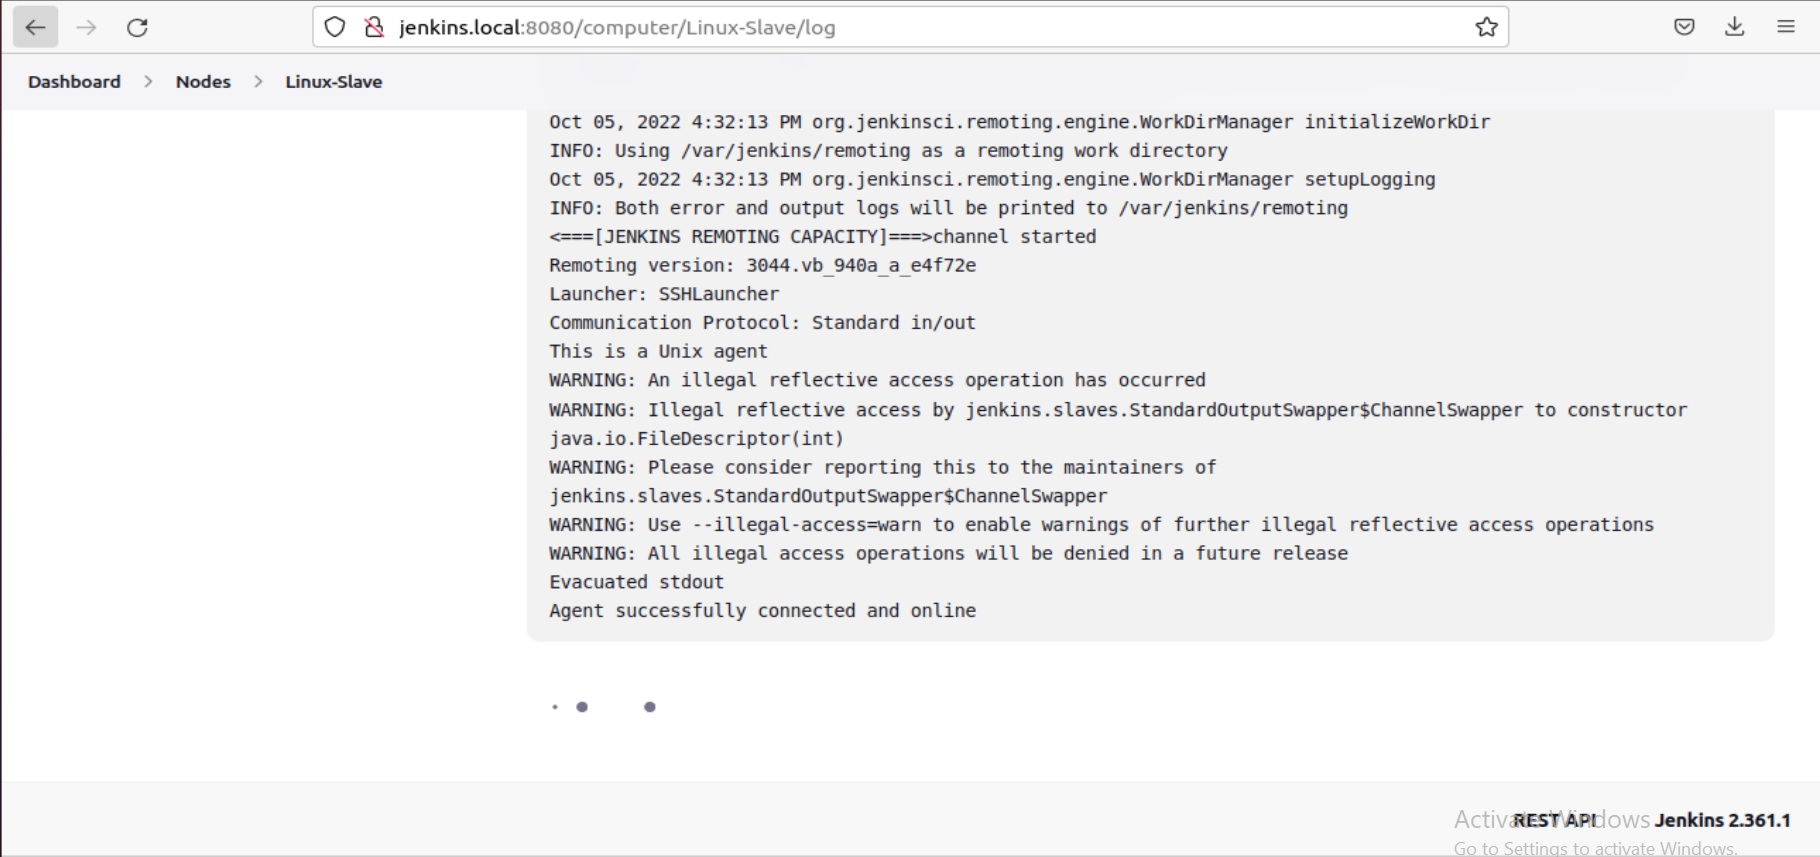 jenkins.local:8080/computer/Linux-Slave/log
Dashboard > Nodes > Linux-Slave
Oct 05, 2022 4:32:13 PM org.jenkinsci.remoting.engine.WorkDirManager initializeWorkDir
INFO: Using /var/jenkins/remoting as a remoting work directory
Oct 05, 2022 4:32:13 PM org.jenkinsci.remoting.engine.WorkDirManager setupLogging
INFO: Both error and output logs will be printed to /var/jenkins/remoting
<===[JENKINS REMOTING CAPACITY]===>channel started
Remoting version: 3044.vb_940a_a_e4f72e
Launcher: SSHLauncher
Communication Protocol: Standard in/out
This is a Unix agent
WARNING: An illegal reflective access operation has occurred
WARNING: Illegal reflective access by jenkins.slaves.StandardOutputSwapper$ChannelSwapper to constructor
java.io.FileDescriptor(int)
WARNING: Please consider reporting this to the maintainers of
jenkins.slaves.StandardOutputSwapper$ChannelSwapper
WARNING: Use --illegal-access=warn to enable warnings of further illegal reflective access operations
WARNING: All illegal access operations will be denied in a future release
Evacuated stdout
Agent successfully connected and online
REST API Jenkins 2.361.1
Activate Windows
Go to Settings to activate Windows.